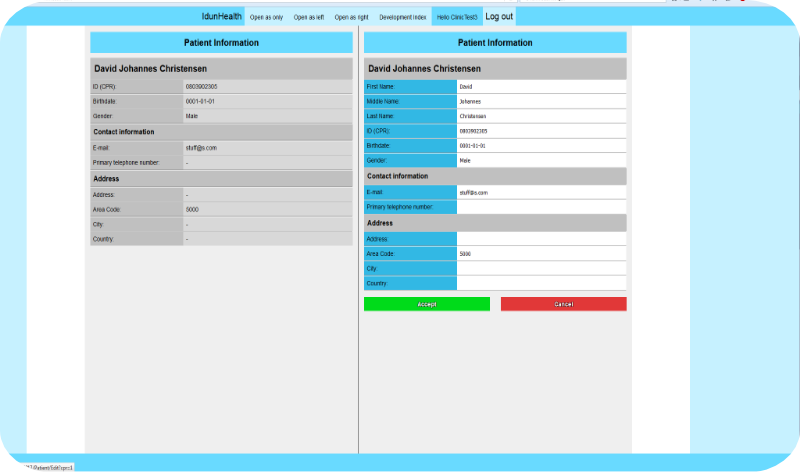 IdunHealth Open as only Open as left Open as right Development Index Hello ClinicTest3 Log out
Patient Information
David Johannes Christensen
ID (CPR): 0803902305
Birthdate: 0001-01-01
Gender: Male
Contact information
E-mail: stuff@s.com
Primary telephone number: -
Address
Address: -
Area Code: 5000
City: -
Country: -
Patient Information
David Johannes Christensen
First Name: David
Middle Name: Johannes
Last Name: Christensen
ID (CPR): 0803902305
Birthdate: 0001-01-01
Gender: Male
Contact information
E-mail: stuff@s.com
Primary telephone number:
Address
Address:
Area Code: 5000
City:
Country:
Accept Cancel